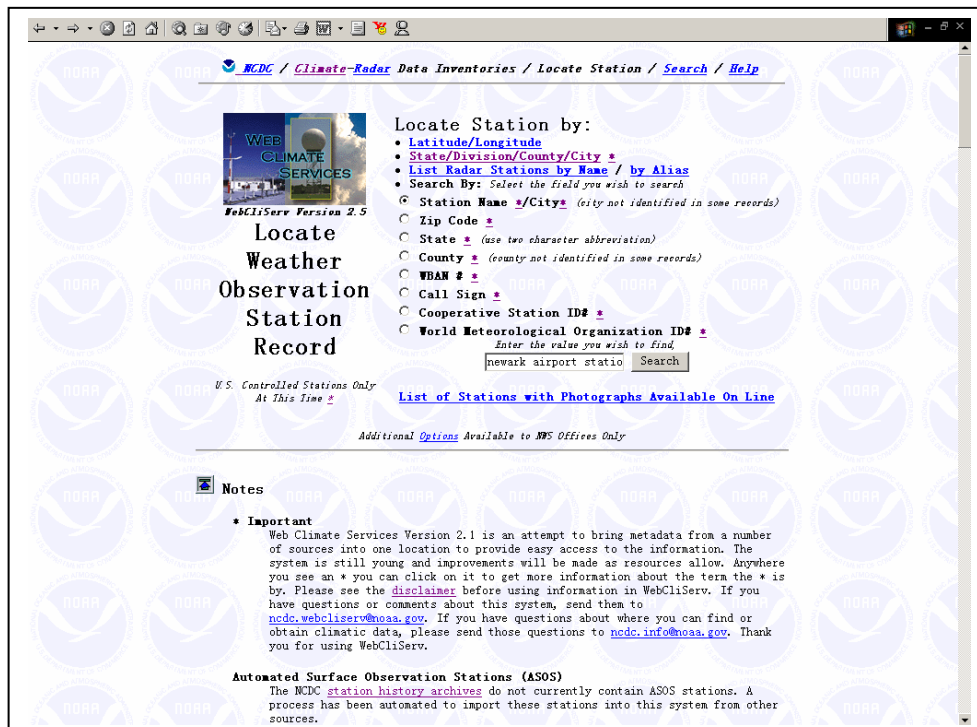 NCDC / Climate-Radar Data Inventories / Locate Station / Search / Help
WEB
CLIMATE
SERVICES
WebCliServ Version 2.5
Locate
Weather
Observation
Station
Record
U.S. Controlled Stations Only
At This Time *
Locate Station by:
• Latitude/Longitude
• State/Division/County/City *
• List Radar Stations by Name / by Alias
• Search By: Select the field you wish to search
Station Name */City* (city not identified in some records)
Zip Code *
State * (use two character abbreviation)
County * (county not identified in some records)
WBAN # *
Call Sign *
Cooperative Station ID# *
World Meteorological Organization ID# *
Enter the value you wish to find,
newark airport statio Search
List of Stations with Photographs Available On Line
Additional Options Available to NWS Offices Only
Notes
* Important
Web Climate Services Version 2.1 is an attempt to bring metadata from a number
of sources into one location to provide easy access to the information. The
system is still young and improvements will be made as resources allow. Anywhere
you see an * you can click on it to get more information about the term the * is
by. Please see the disclaimer before using information in WebCliServ. If you
have questions or comments about this system, send them to
ncdc.webcliserv@noaa.gov. If you have questions about where you can find or
obtain climatic data, please send those questions to ncdc.info@noaa.gov. Thank
you for using WebCliServ.
Automated Surface Observation Stations (ASOS)
The NCDC station history archives do not currently contain ASOS stations. A
process has been automated to import these stations into this system from other
sources.